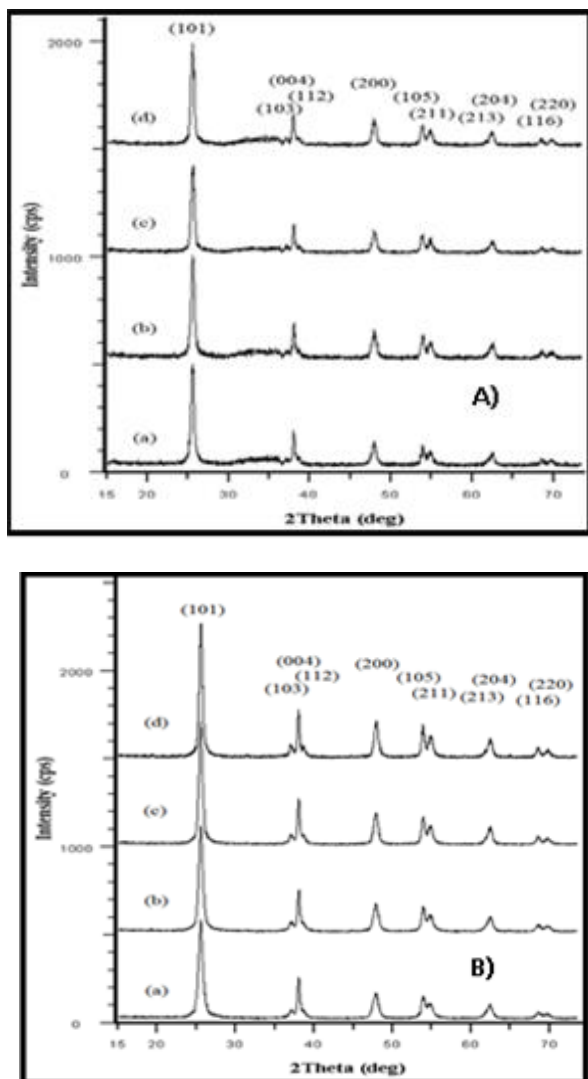 (101)
2000
(004)
(200)
(204)
(112)
(105)
(220)
(103)
(211)
(213)
(116)
(d)
(c)
Intensity (cps)
1000
(b)
A)
(a)
0
15 20 30 40 50 60 70
2Theta (deg)
(101)
(004)
(200)
(204)
2000
(112)
(105)
(220)
(103)
(211)
(213)
(116)
(d)
Intensity (cps)
(c)
1000
(b)
B)
(a)
0
15 20 30 40 50 60 70
2Theta (deg)